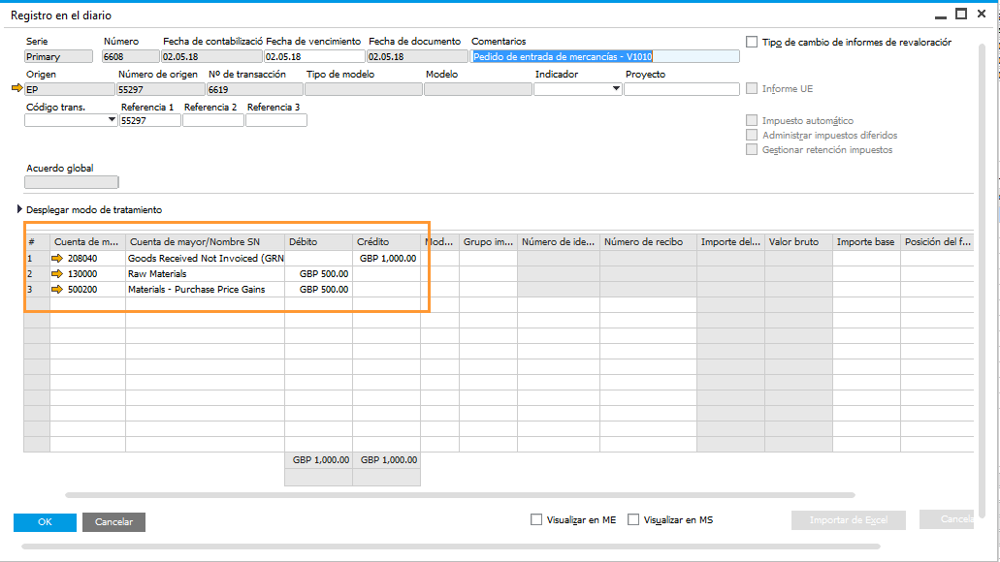 Registro en el diario
Serie Número Fecha de contabilizació Fecha de vencimiento Fecha de documento Comentarios
Primary 6608 02.05.18 02.05.18 02.05.18 Pedido de entrada de mercancías - V1010
Tipo de cambio de informes de revaloraciór
Origen Número de origen Nº de transacción Tipo de modelo Modelo Indicador Proyecto
EP 55297 6619
Informe UE
Código trans. Referencia 1 Referencia 2 Referencia 3
55297
Impuesto automático
Administrar impuestos diferidos
Gestionar retención impuestos
Acuerdo global
Desplegar modo de tratamiento
# Cuenta de m... Cuenta de mayor/Nombre SN Débito Crédito Mod... Grupo im... Número de ide... Número de recibo Importe del... Valor bruto Importe base Posición del f...
1 208040 Goods Received Not Invoiced (GRN GBP 1,000.00
2 130000 Raw Materials GBP 500.00
3 500200 Materials - Purchase Price Gains GBP 500.00
GBP 1,000.00 GBP 1,000.00
OK Cancelar Visualizar en ME Visualizar en MS Importar de Excel Cancela